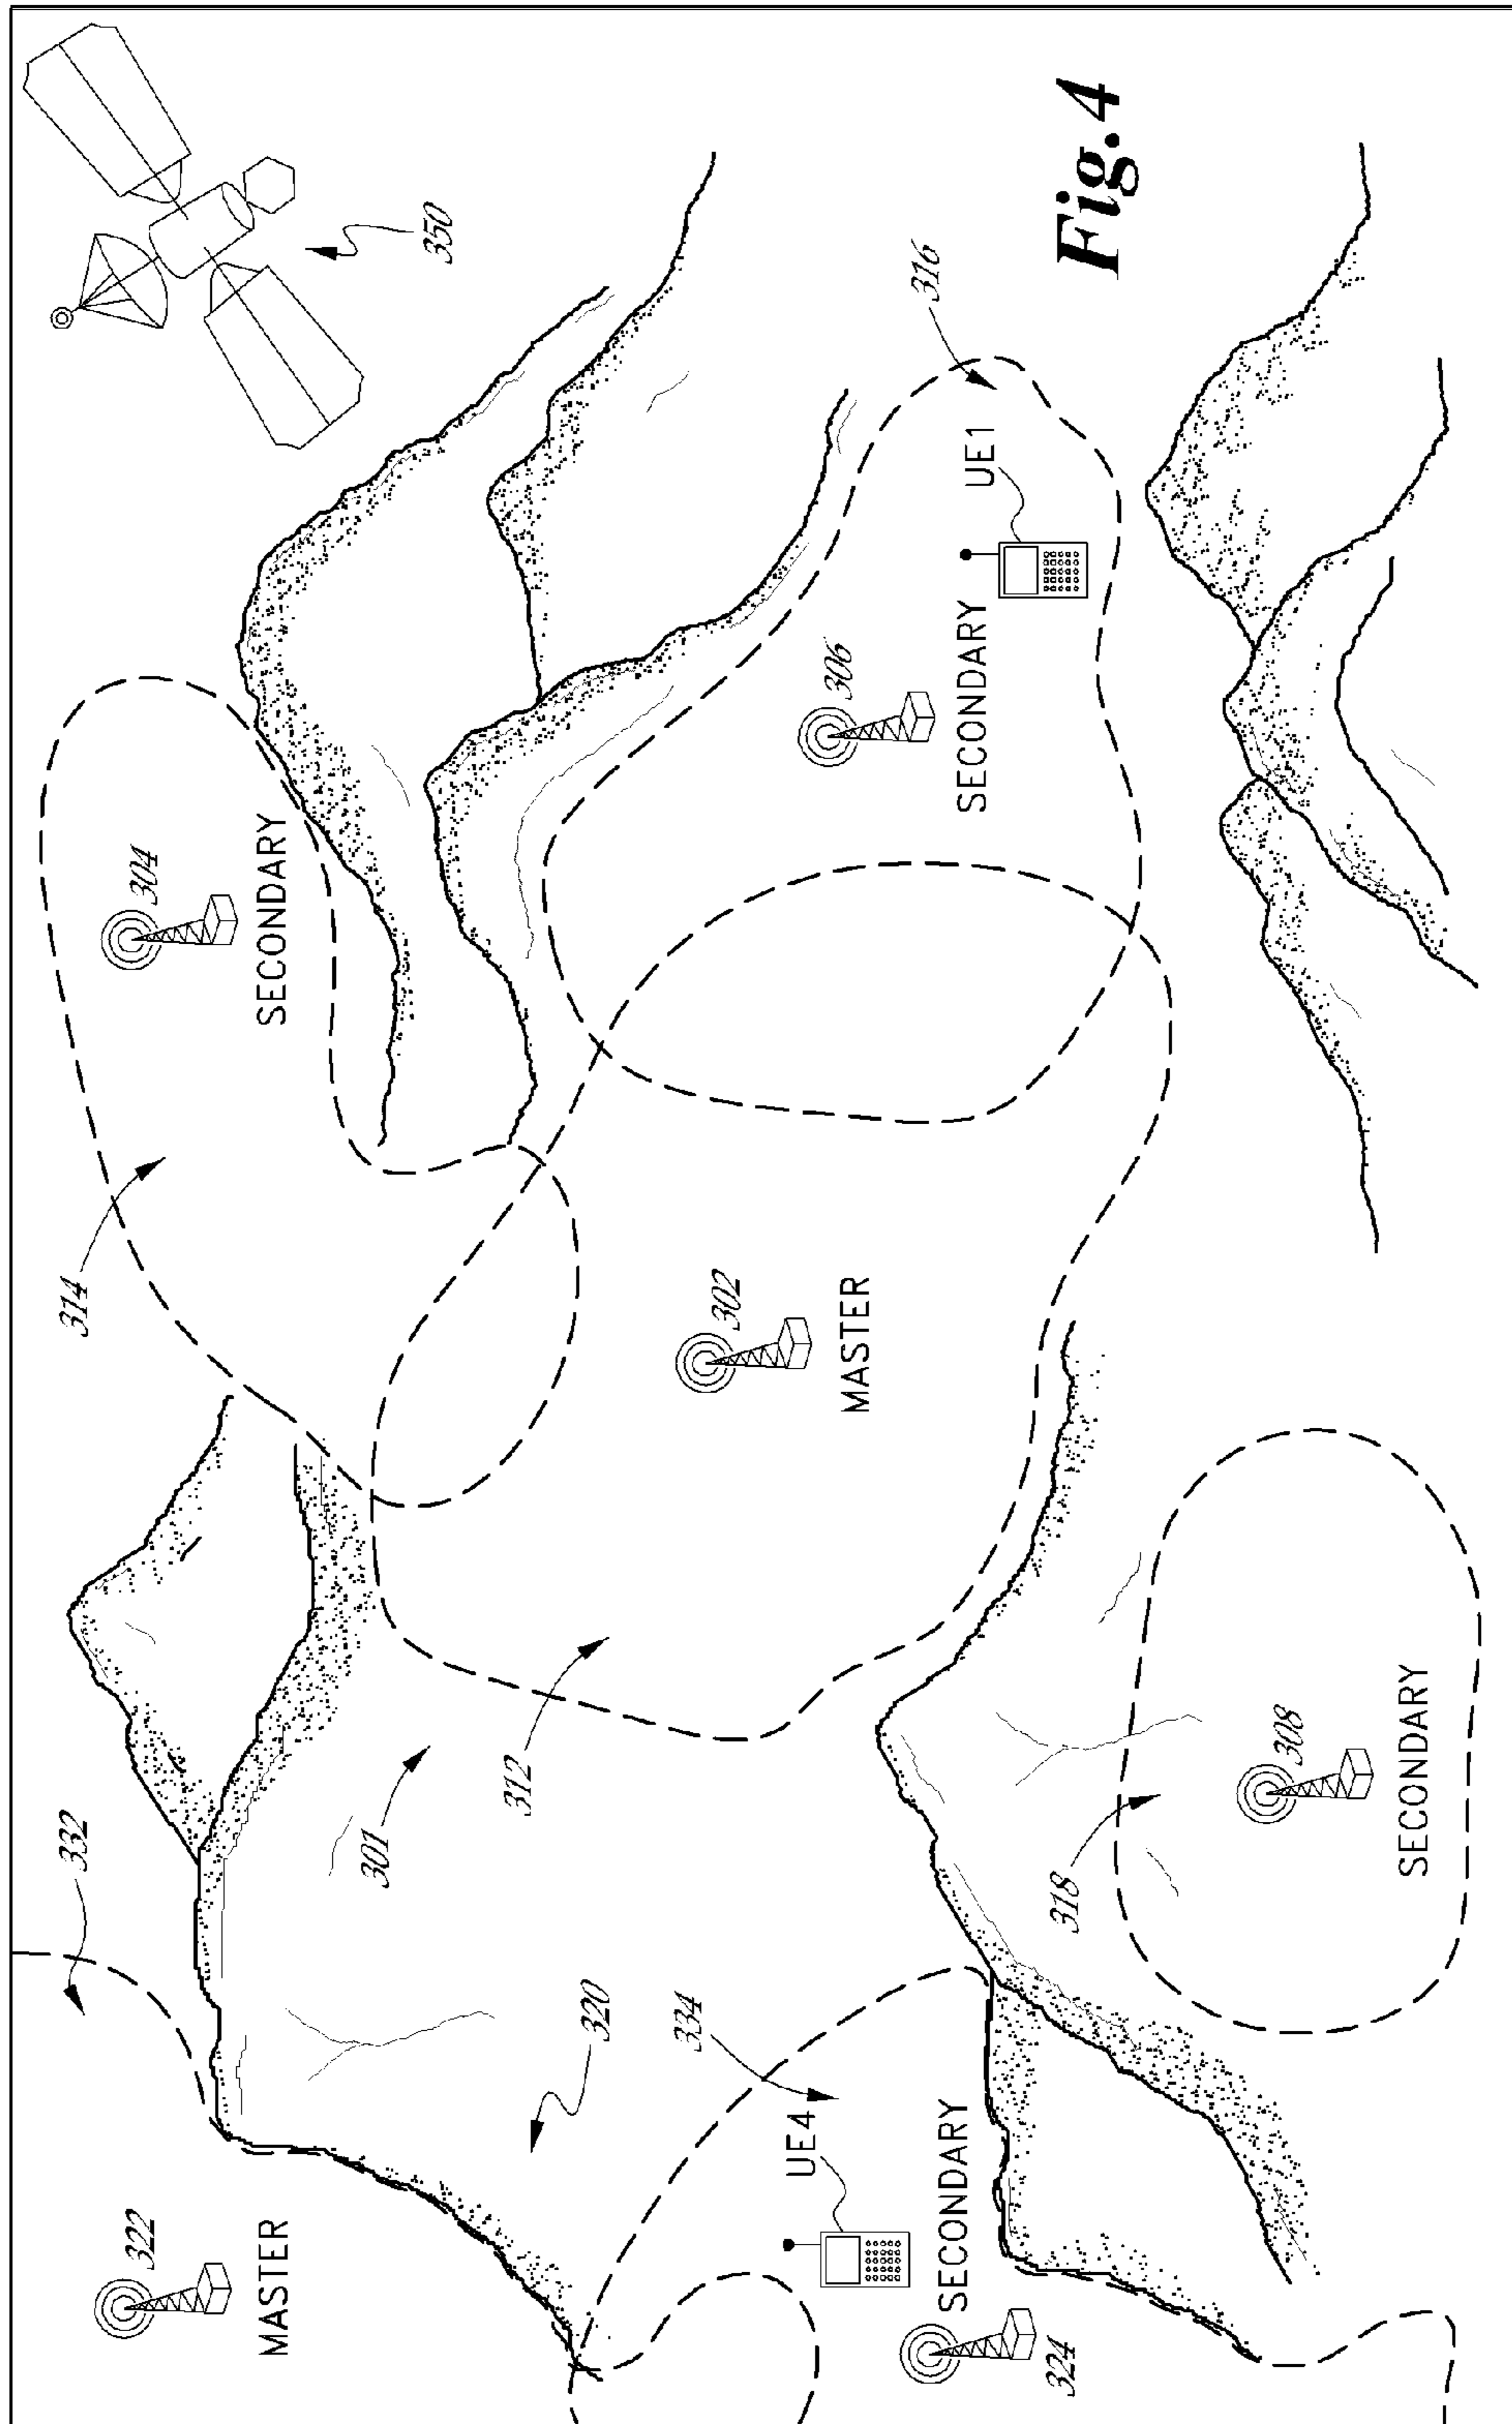 332
322
MASTER
301
312
320
334
UE4
SECONDARY
324
314
304
SECONDARY
302
MASTER
318
308
SECONDARY
350
316
306
SECONDARY
UE1
Fig.4